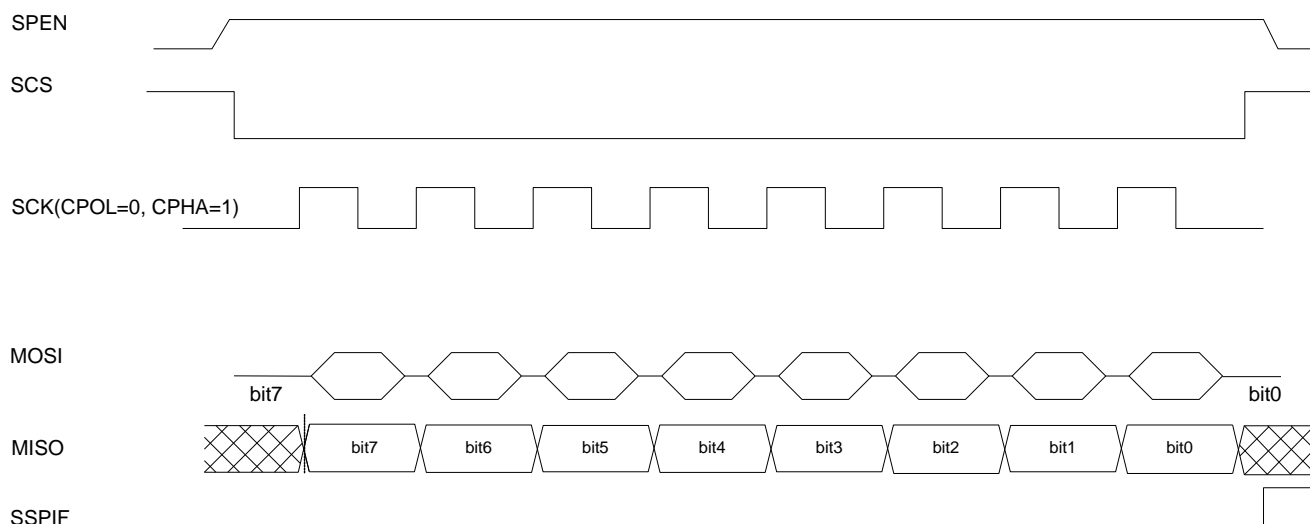 SPEN
SCS
SCK(CPOL=0, CPHA=1)
MOSI
bit7 bit0
MISO bit7 bit6 bit5 bit4 bit3 bit2 bit1 bit0
SSPIF